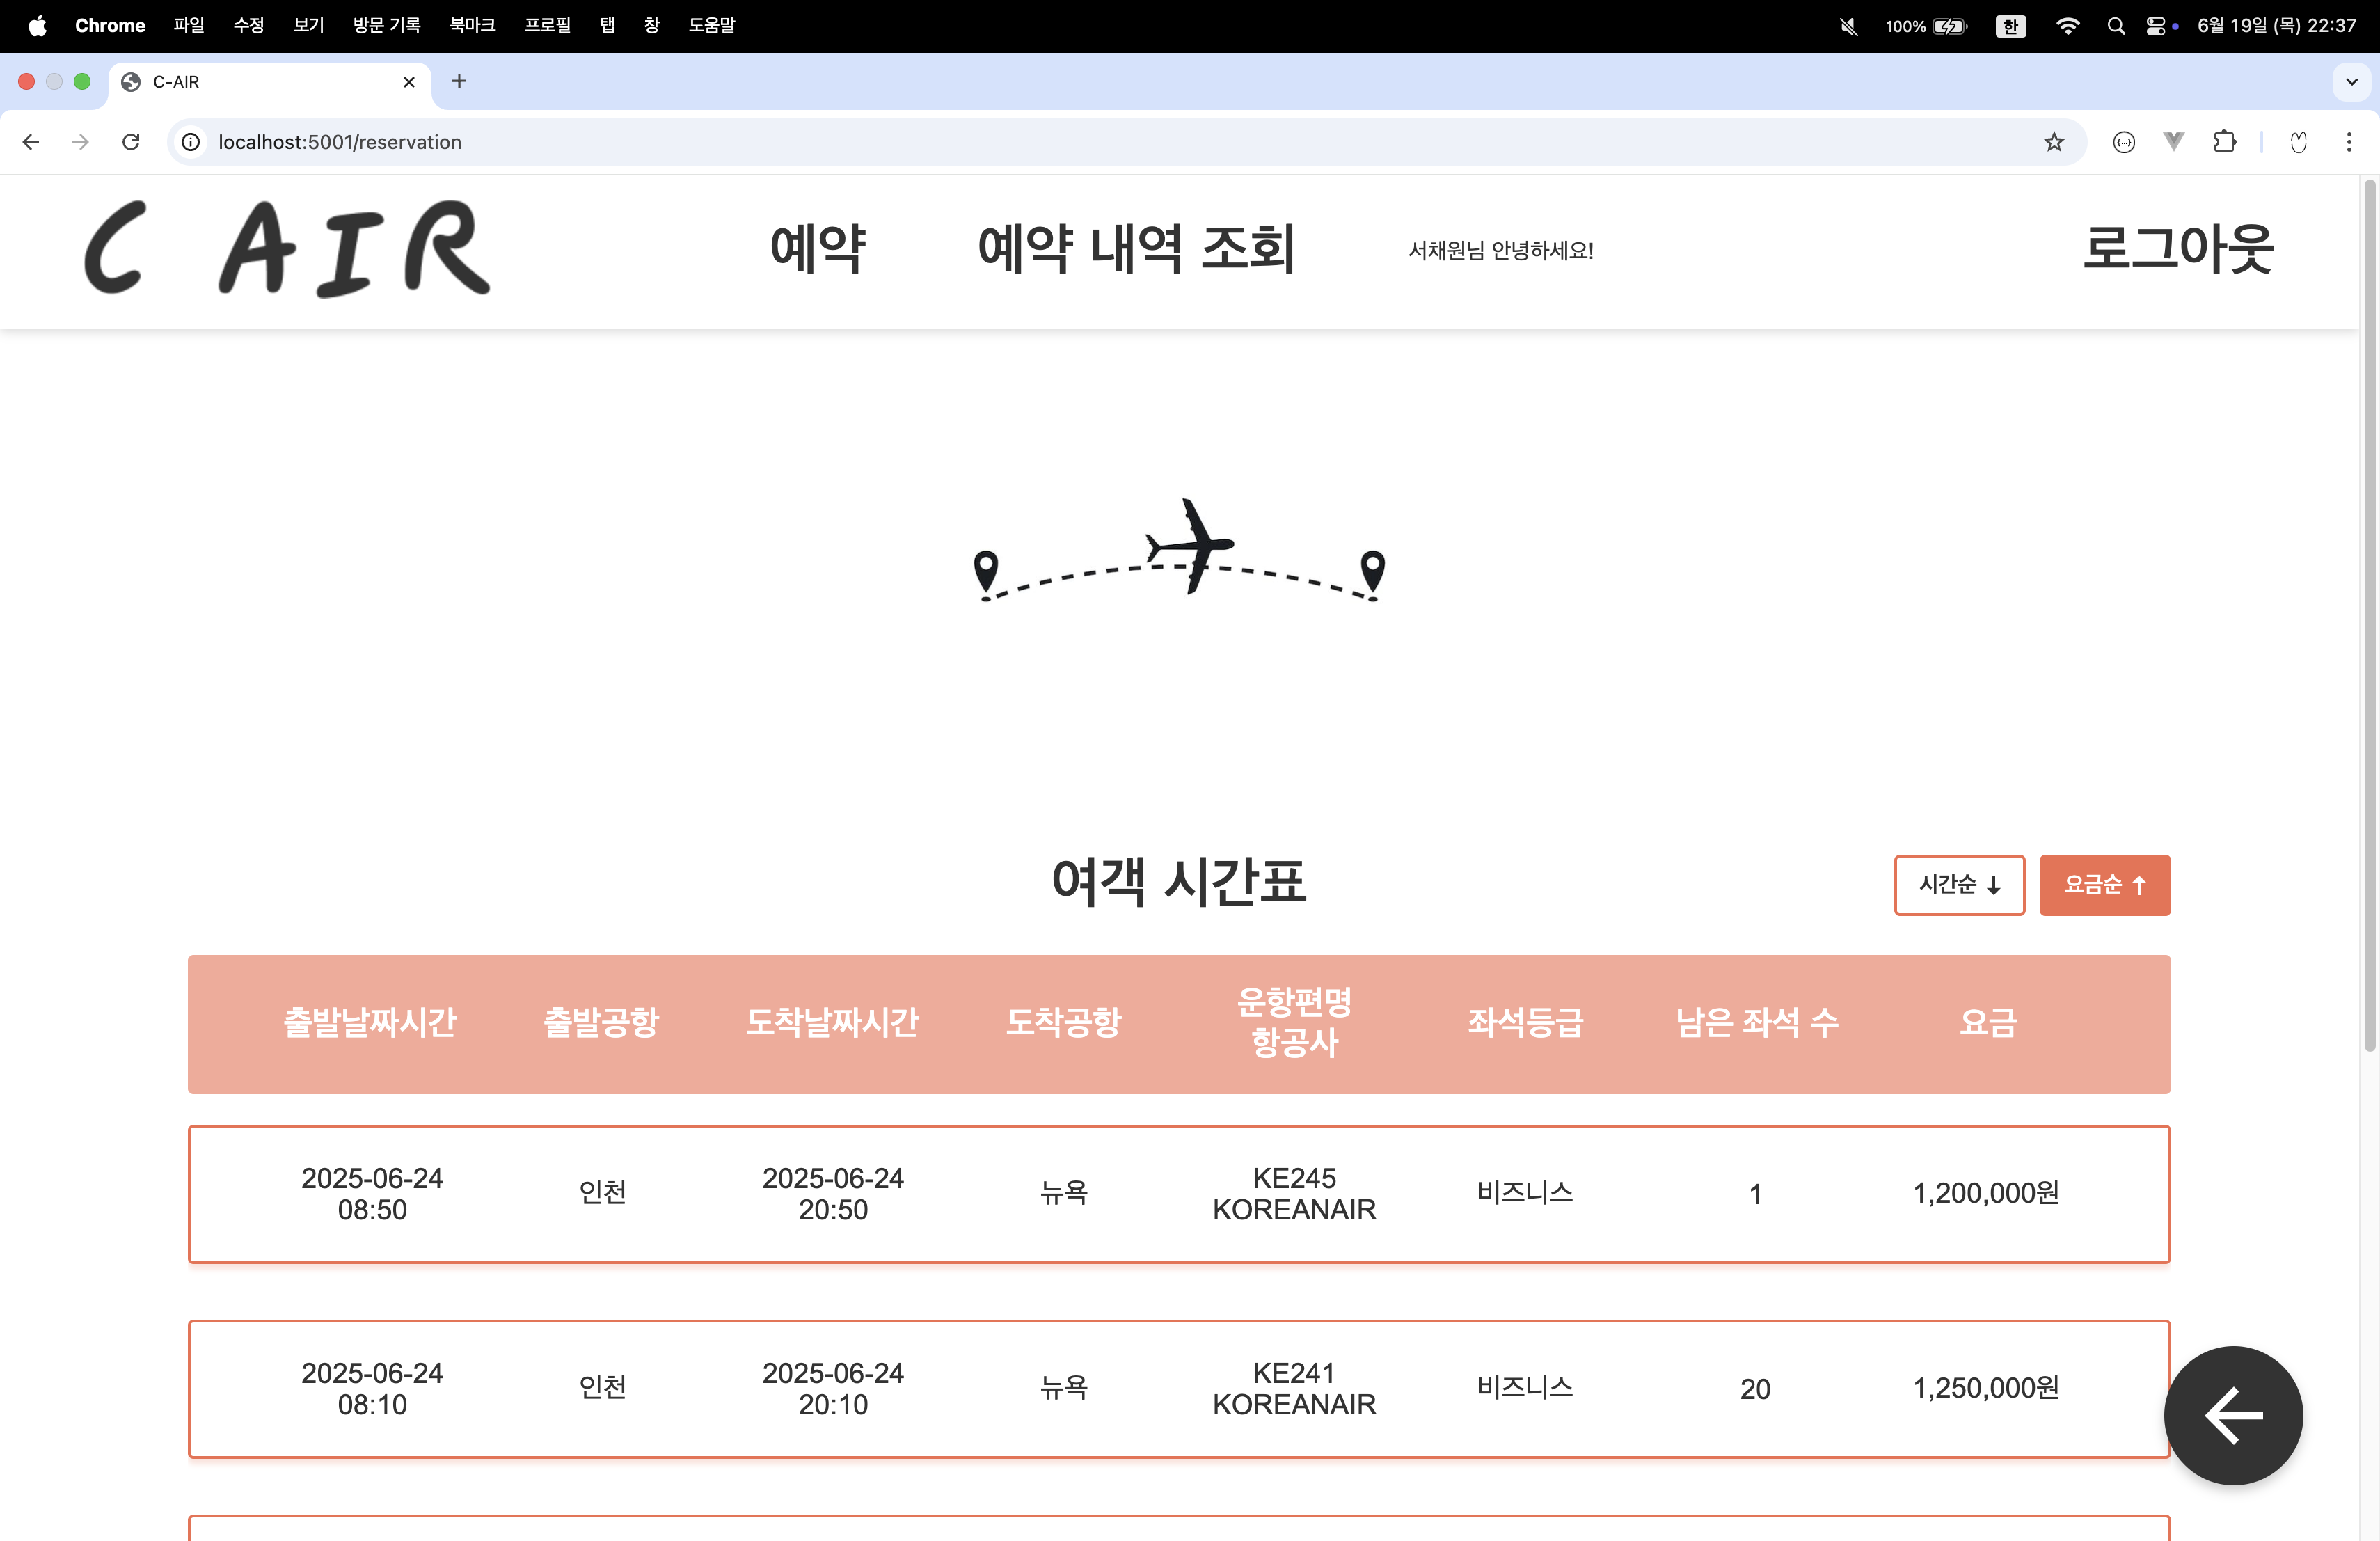 Chrome 파일 수정 보기 방문 기록 북마크 프로필 탭 창 도움말 100% 한 6월 19일 (목) 22:37
C-AIR
localhost:5001/reservation
C AIR 예약 예약 내역 조회 서채원님 안녕하세요! 로그아웃
여객 시간표 시간순 ↓ 요금순 ↑
출발날짜시간 출발공항 도착날짜시간 도착공항 운항편명 좌석등급 남은 좌석 수 요금
항공사
2025-06-24 인천 2025-06-24 뉴욕 KE245 비즈니스 1 1,200,000원
08:50 20:50 KOREANAIR
2025-06-24 인천 2025-06-24 뉴욕 KE241 비즈니스 20 1,250,000원
08:10 20:10 KOREANAIR